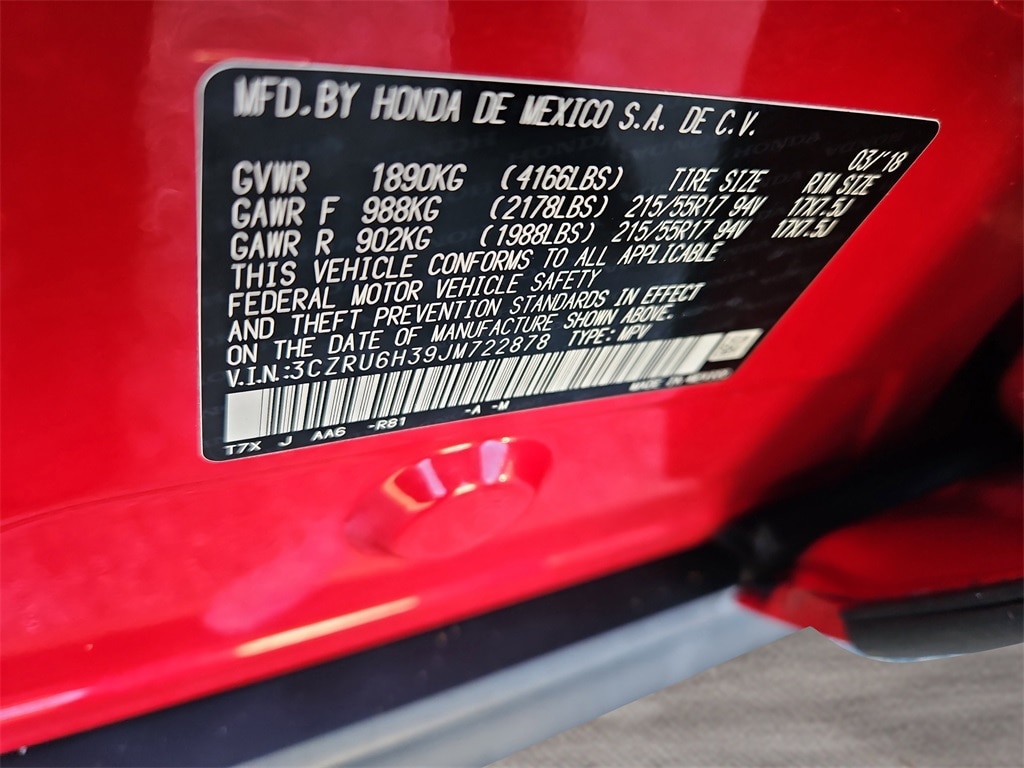 MFD. BY HONDA DE MEXICO S.A. DE C.V.
03/'18
GVWR 1890KG (4166LBS) TIRE SIZE RIM SIZE
GAWR F 988KG (2178LBS) 215/55R17 94V 17X7.5J
GAWR R 902KG (1988LBS) 215/55R17 94V 17X7.5J
THIS VEHICLE CONFORMS TO ALL APPLICABLE
FEDERAL MOTOR VEHICLE SAFETY
AND THEFT PREVENTION STANDARDS IN EFFECT
ON THE DATE OF MANUFACTURE SHOWN ABOVE.
V.I.N.:3CZRU6H39JM722878 TYPE: MPV
MADE IN MEXICO
T7X J AA6 -R81 -A -M